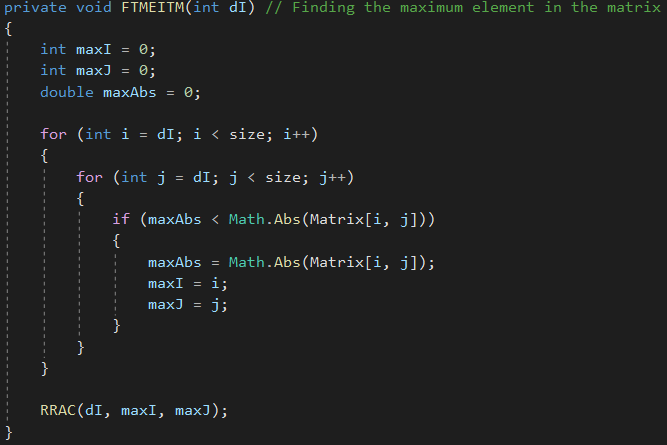 private void FTMEITM(int dI) // Finding the maximum element in the matrix
{
    int maxI = 0;
    int maxJ = 0;
    double maxAbs = 0;

    for (int i = dI; i < size; i++)
    {
        for (int j = dI; j < size; j++)
        {
            if (maxAbs < Math.Abs(Matrix[i, j]))
            {
                maxAbs = Math.Abs(Matrix[i, j]);
                maxI = i;
                maxJ = j;
            }
        }
    }

    RRAC(dI, maxI, maxJ);
}